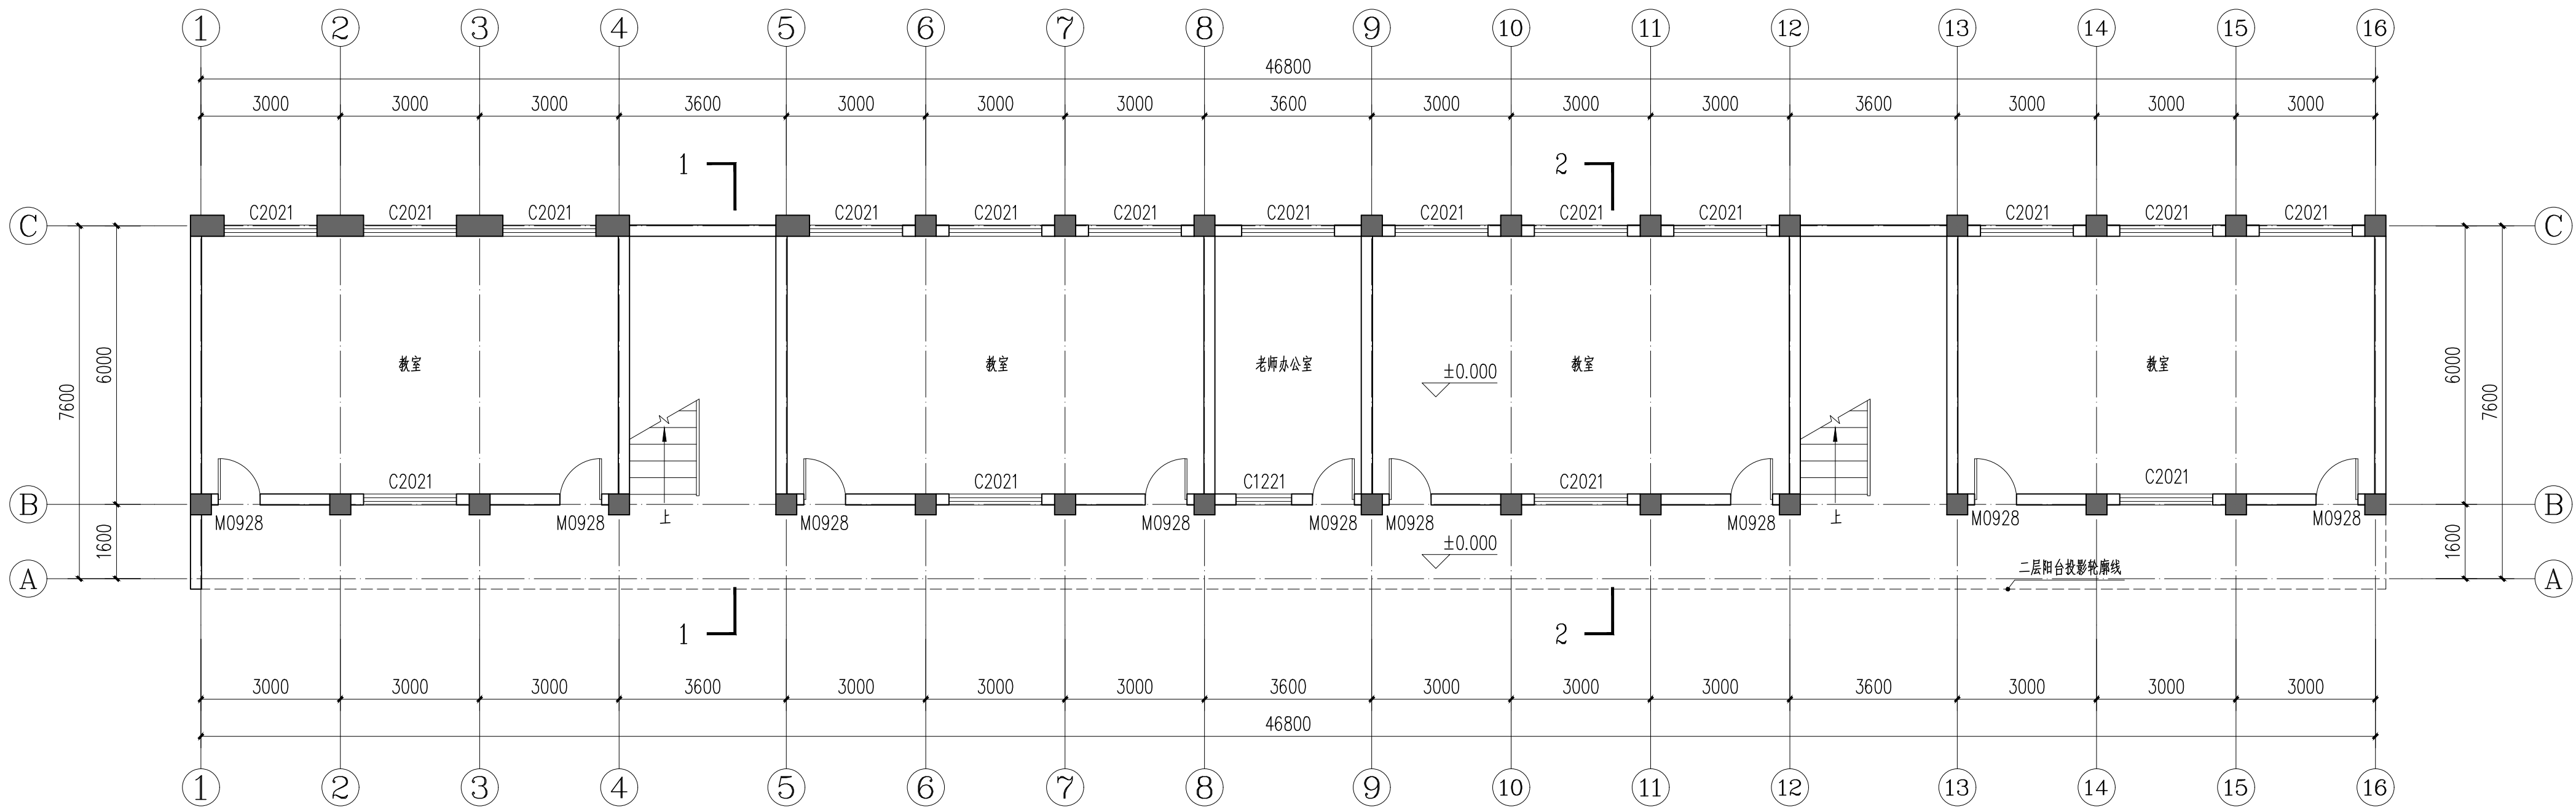 1 2 3 4 5 6 7 8 9 10 11 12 13 14 15 16
46800
3000 3000 3000 3600 3000 3000 3000 3600 3000 3000 3000 3600 3000 3000 3000
1 2
C2021 C2021 C2021 C2021 C2021 C2021 C2021 C2021 C2021 C2021 C2021 C2021 C2021
C C
7600 6000 6000 7600
教室 教室 老师办公室 教室 教室
±0.000
C2021 C2021 C1221 C2021 C2021
B B
M0928 M0928 上 M0928 M0928 M0928 M0928 M0928 上 M0928 M0928
1600 ±0.000 1600
二层阳台投影轮廓线
A A
1 2
3000 3000 3000 3600 3000 3000 3000 3600 3000 3000 3000 3600 3000 3000 3000
46800
1 2 3 4 5 6 7 8 9 10 11 12 13 14 15 16